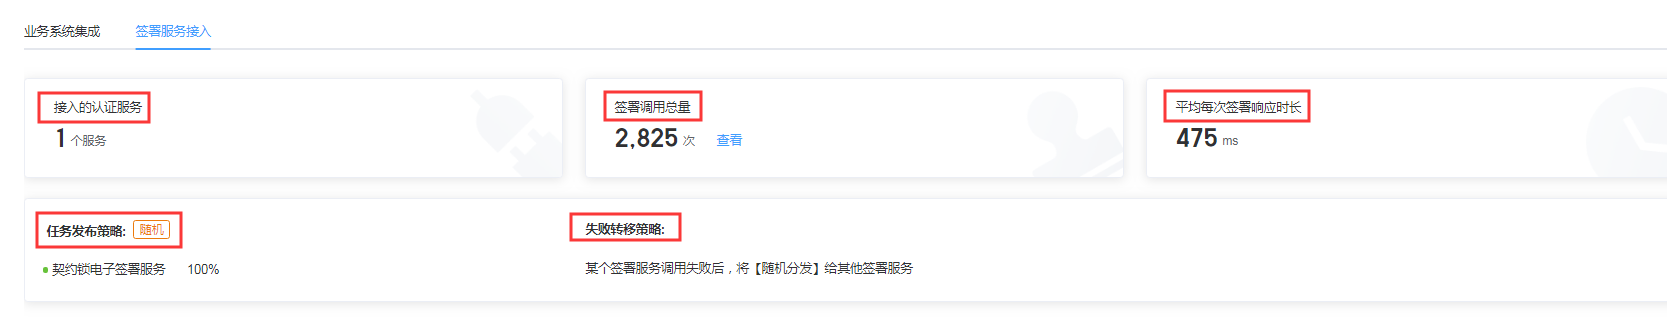 业务系统集成 签署服务接入
接入的认证服务 签署调用总量 平均每次签署响应时长
1 个服务 2,825 次 查看 475 ms
任务发布策略: 随机 失败转移策略:
契约锁电子签署服务 100% 某个签署服务调用失败后，将【随机分发】给其他签署服务